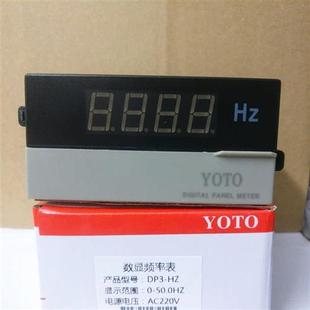 8.8.8.8.
Hz
YOTO
DIGITAL PANEL METER
YOTO
数显频率表
产品型号：DP3-HZ
显示范围：0-50.0HZ
电源电压：AC220V